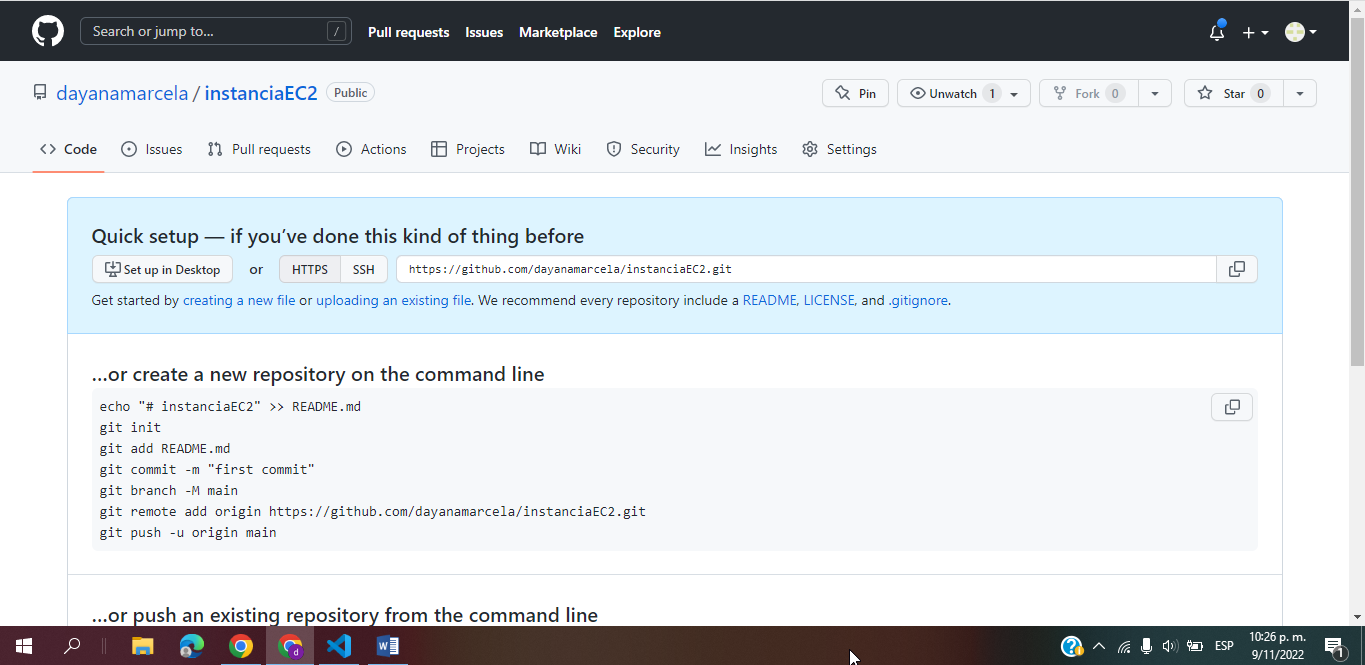 Search or jump to... /
Pull requests Issues Marketplace Explore
dayanamarcela / instanciaEC2 Public
Pin Unwatch 1 Fork 0 Star 0
Code Issues Pull requests Actions Projects Wiki Security Insights Settings
Quick setup — if you’ve done this kind of thing before
Set up in Desktop or HTTPS SSH https://github.com/dayanamarcela/instanciaEC2.git
Get started by creating a new file or uploading an existing file. We recommend every repository include a README, LICENSE, and .gitignore.
…or create a new repository on the command line
echo "# instanciaEC2" >> README.md
git init
git add README.md
git commit -m "first commit"
git branch -M main
git remote add origin https://github.com/dayanamarcela/instanciaEC2.git
git push -u origin main
…or push an existing repository from the command line
d
W
?
ESP
10:26 p. m.
9/11/2022
1